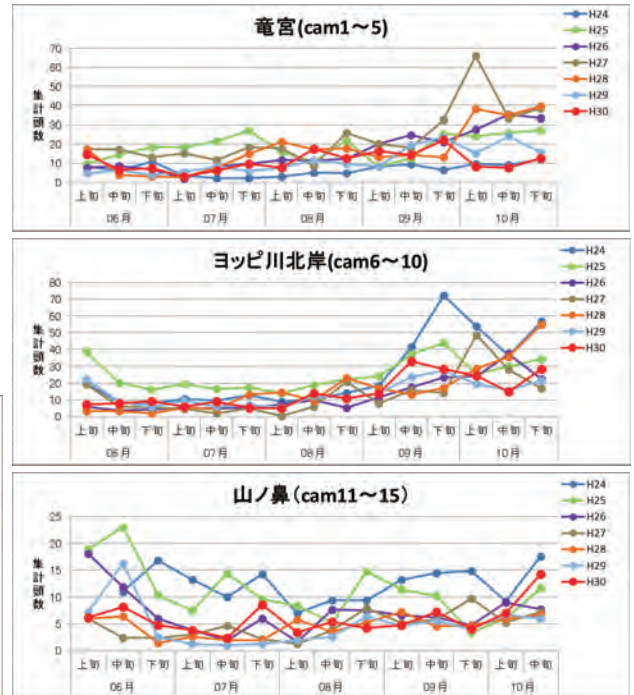 竜宮(cam1～5)
集計頭数
70
60
50
40
30
20
10
0
上旬 中旬 下旬 上旬 中旬 下旬 上旬 中旬 下旬 上旬 中旬 下旬 上旬 中旬 下旬
06月 07月 08月 09月 10月
H24
H25
H26
H27
H28
H29
H30
ヨッピ川北岸(cam6～10)
集計頭数
80
70
60
50
40
30
20
10
0
上旬 中旬 下旬 上旬 中旬 下旬 上旬 中旬 下旬 上旬 中旬 下旬 上旬 中旬 下旬
06月 07月 08月 09月 10月
H24
H25
H26
H27
H28
H29
H30
山ノ鼻（cam11～15）
集計頭数
25
20
15
10
5
0
上旬 中旬 下旬 上旬 中旬 下旬 上旬 中旬 下旬 上旬 中旬 下旬 上旬 中旬 下旬
06月 07月 08月 09月 10月
H24
H25
H26
H27
H28
H29
H30